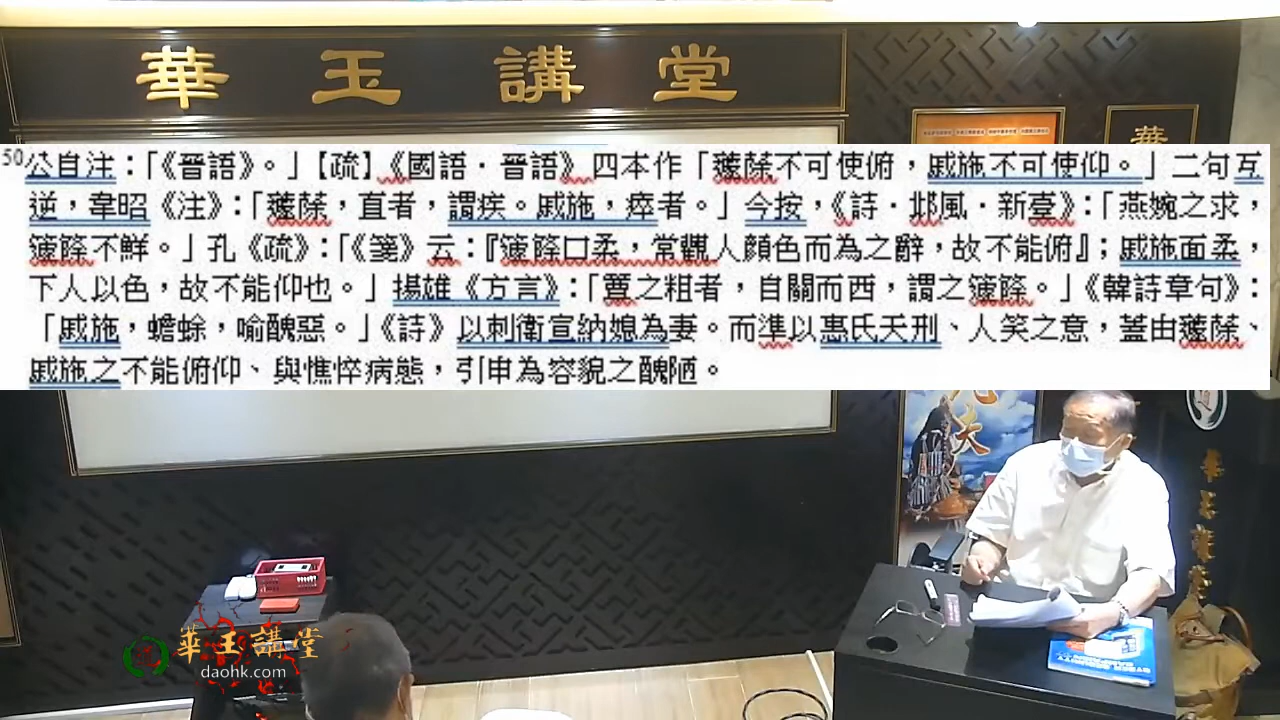 華玉講堂
華
50公自注:「《晉語》。」【疏】《國語·晉語》四本作「籧篨不可使俯,戚施不可使仰。」二句互
逆,韋昭《注》:「籧篨,直者,謂疾。戚施,瘁者。」今按,《詩·邶風·新臺》:「燕婉之求,
籧篨不鮮。」孔《疏》:「《箋》云:『籧篨口柔,常觀人顏色而為之辭,故不能俯』;戚施面柔,
下人以色,故不能仰也。」揚雄《方言》:「簟之粗者,自關而西,謂之籧篨。」《韓詩章句》:
「戚施,蟾蜍,喻醜惡。」《詩》以刺衛宣納媳為妻。而準以惠氏天刑、人笑之意,蓋由籧篨、
戚施之不能俯仰、與憔悴病態,引申為容貌之醜陋。
道
華玉講堂
華玉講堂
daohk.com